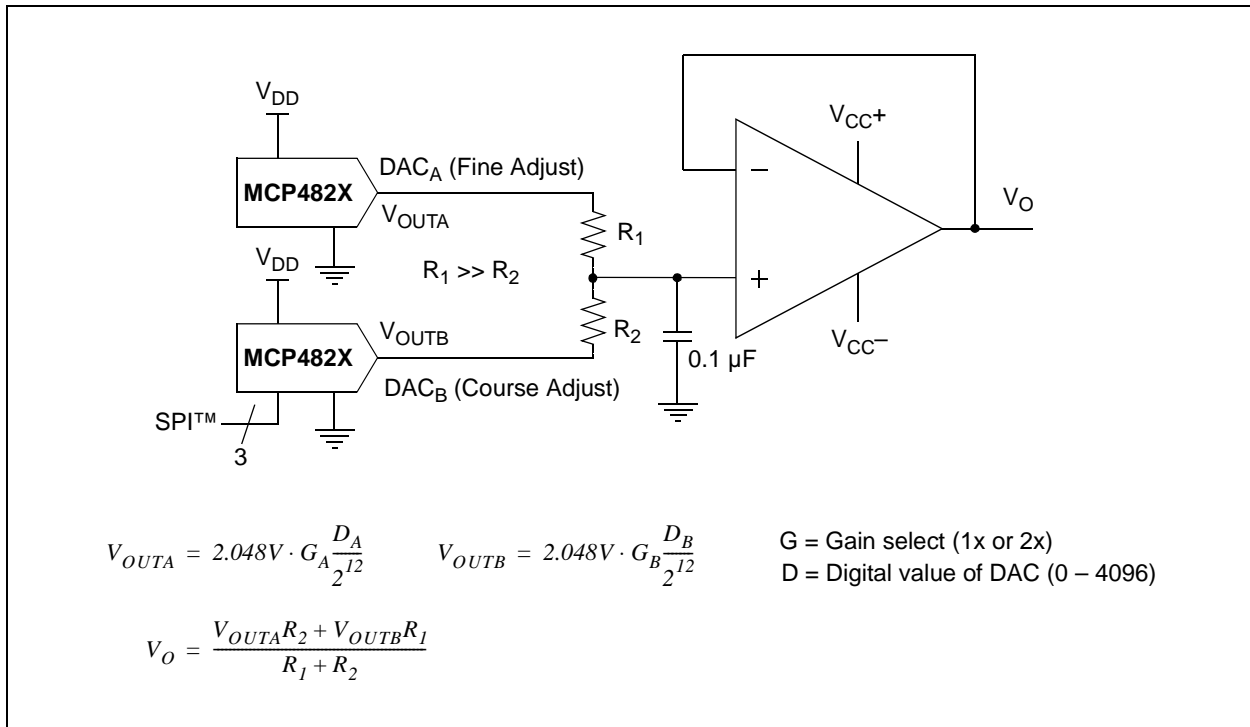 V_DD
MCP482X
DAC_A (Fine Adjust)
V_OUTA
V_DD
R_1 >> R_2
R_1
MCP482X
V_OUTB
R_2
DAC_B (Course Adjust)
SPI™
3
0.1 µF
−
+
V_CC+
V_CC−
V_O
V_OUTA = 2.048V · G_A D_A/2^12
V_OUTB = 2.048V · G_B D_B/2^12
G = Gain select (1x or 2x)
D = Digital value of DAC (0 – 4096)
V_O = (V_OUTA R_2 + V_OUTB R_1)/(R_1 + R_2)